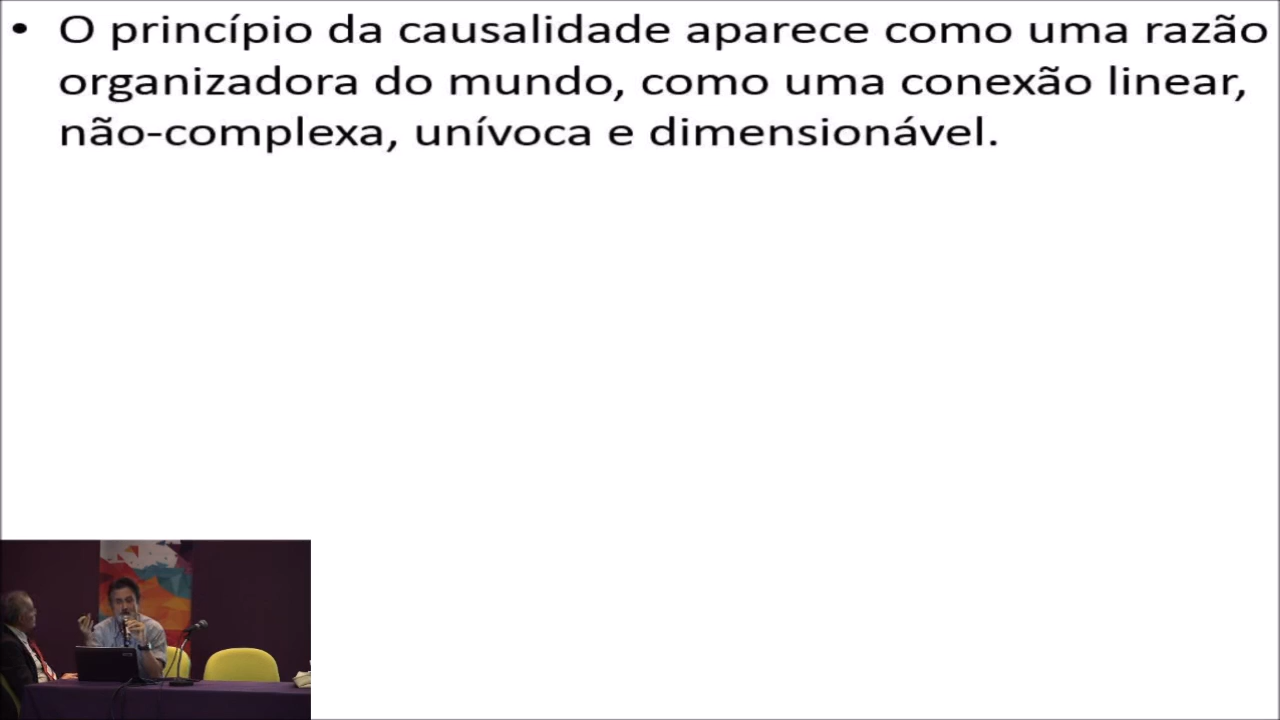 • O princípio da causalidade aparece como uma razão
organizadora do mundo, como uma conexão linear,
não-complexa, unívoca e dimensionável.